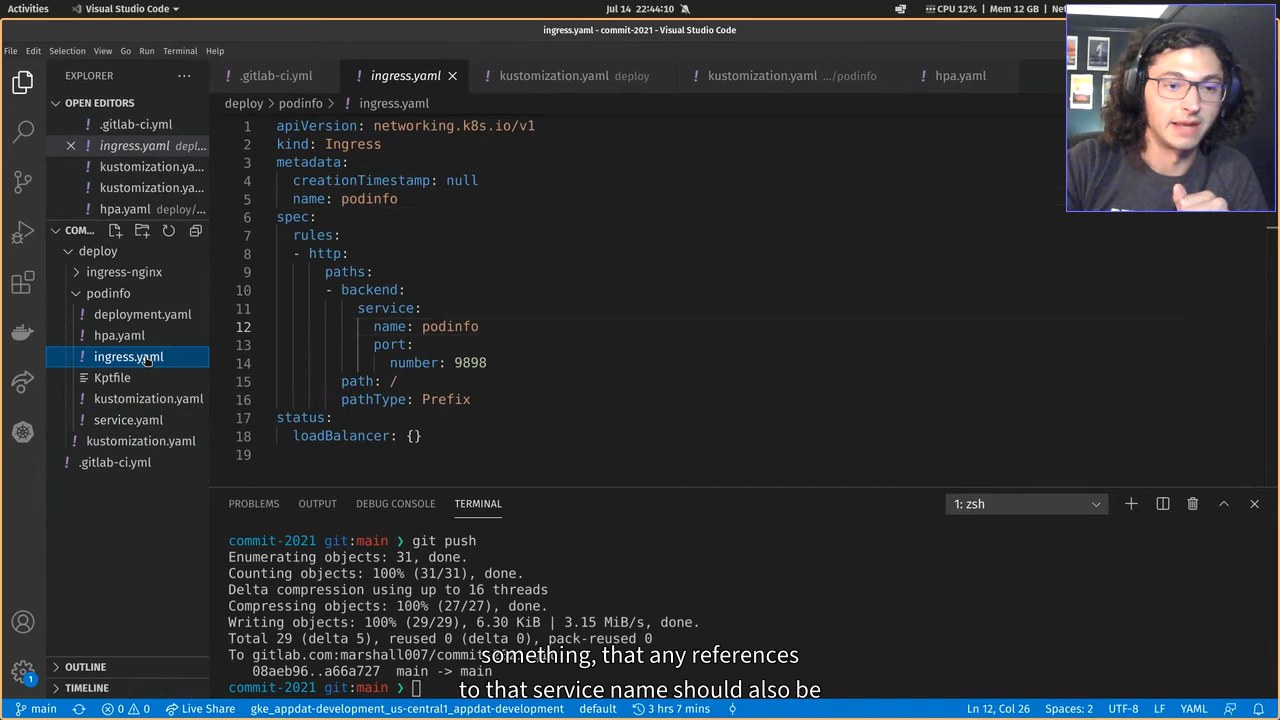 Activities
Visual Studio Code
Jul 14 22:44:10
CPU 12% | Mem 12 GB |
ingress.yaml - commit-2021 - Visual Studio Code
File Edit Selection View Go Run Terminal Help
EXPLORER
.gitlab-ci.yml
ingress.yaml
kustomization.yaml deploy
kustomization.yaml .../podinfo
hpa.yaml
OPEN EDITORS
.gitlab-ci.yml
ingress.yaml depl...
kustomization.ya...
kustomization.ya...
hpa.yaml deploy/...
COM...
deploy
ingress-nginx
podinfo
deployment.yaml
hpa.yaml
ingress.yaml
Kptfile
kustomization.yaml
service.yaml
kustomization.yaml
.gitlab-ci.yml
OUTLINE
TIMELINE
deploy > podinfo > ingress.yaml
1 apiVersion: networking.k8s.io/v1
2 kind: Ingress
3 metadata:
4 creationTimestamp: null
5 name: podinfo
6 spec:
7 rules:
8 - http:
9 paths:
10 - backend:
11 service:
12 name: podinfo
13 port:
14 number: 9898
15 path: /
16 pathType: Prefix
17 status:
18 loadBalancer: {}
19
PROBLEMS OUTPUT DEBUG CONSOLE TERMINAL
1: zsh
commit-2021 git:main ❯ git push
Enumerating objects: 31, done.
Counting objects: 100% (31/31), done.
Delta compression using up to 16 threads
Compressing objects: 100% (27/27), done.
Writing objects: 100% (29/29), 6.30 KiB | 3.15 MiB/s, done.
Total 29 (delta 5), reused 0 (delta 0), pack-reused 0
To gitlab.com:marshall007/commit
08aeb96..a66a727 main -> main
commit-2021 git:main ❯
something, that any references
to that service name should also be
1
main
0 0
Live Share
gke_appdat-development_us-central1_appdat-development
default
3 hrs 7 mins
Ln 12, Col 26
Spaces: 2
UTF-8
LF
YAML